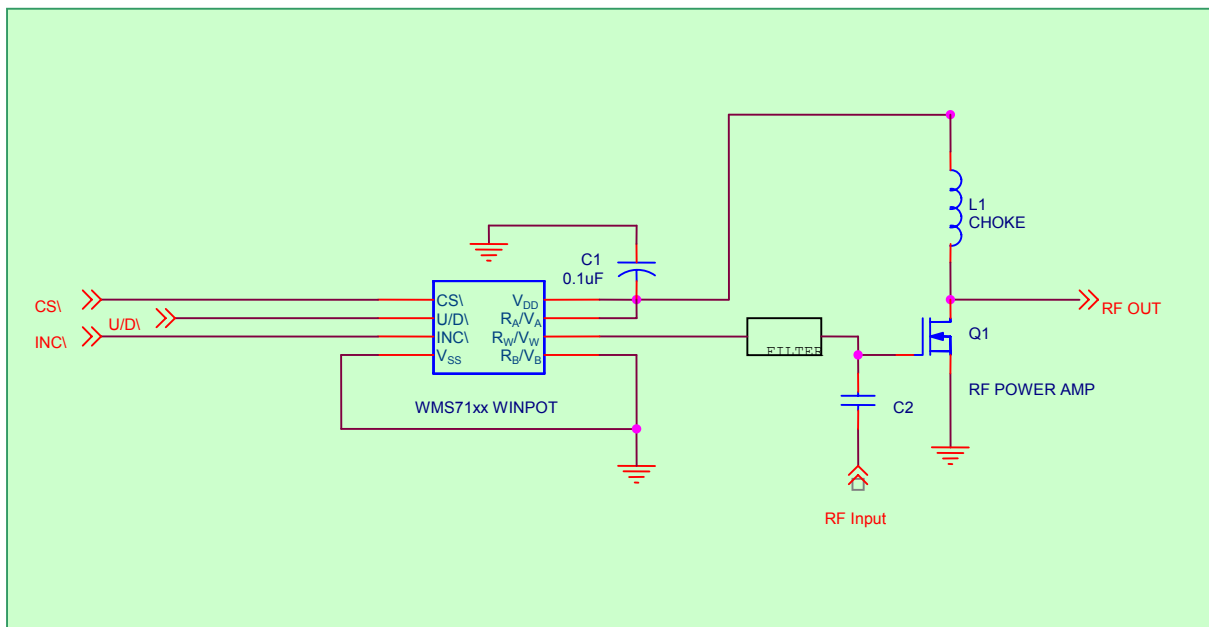 L1
CHOKE
C1
0.1uF
CS\
U/D\
INC\
CS\
U/D\
INC\
VSS
VDD
RA/VA
RW/VW
RB/VB
WMS71xx WINPOT
FILTER
C2
RF Input
RF OUT
Q1
RF POWER AMP